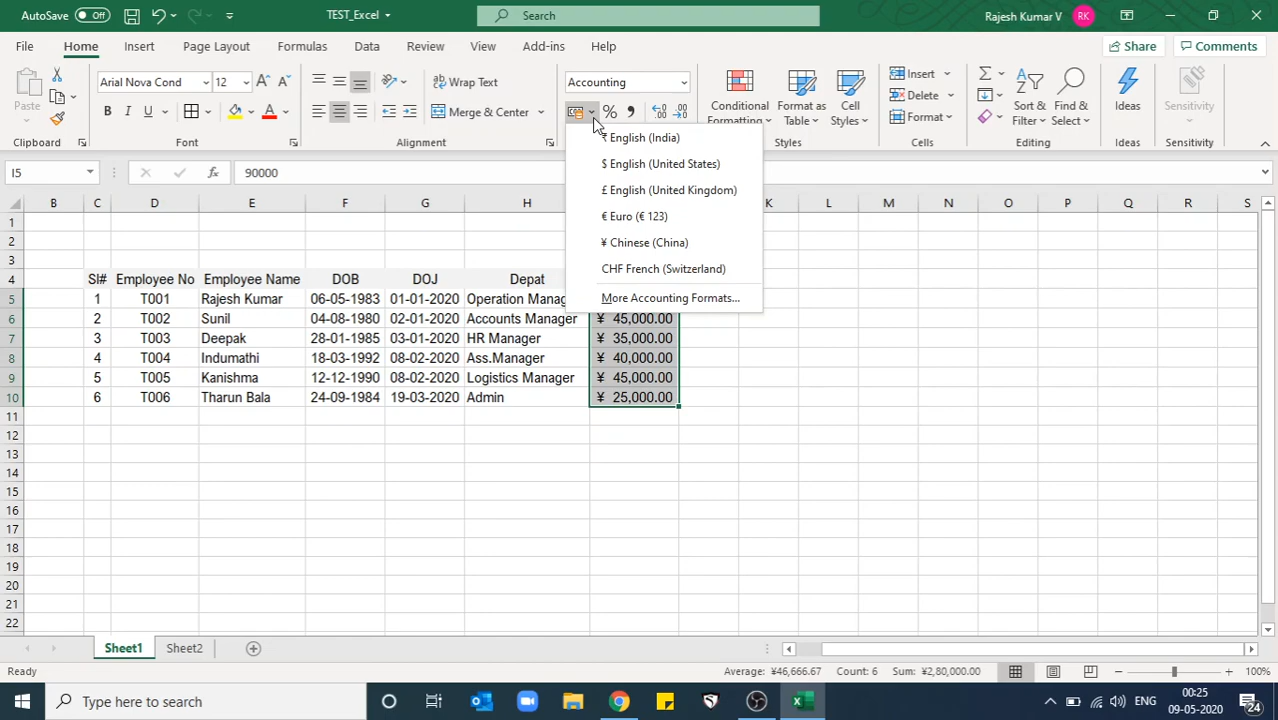 AutoSave Off TEST_Excel Search Rajesh Kumar V RK
File Home Insert Page Layout Formulas Data Review View Add-ins Help Share Comments
Paste
Clipboard
Arial Nova Cond 12
B I U
Font
Wrap Text
Merge & Center
Alignment
Accounting
% ,
Conditional Formatting
Format as Table
Cell Styles
Styles
Insert
Delete
Format
Cells
Sort & Filter
Find & Select
Editing
Ideas
Ideas
Sensitivity
Sensitivity
₹ English (India)
$ English (United States)
£ English (United Kingdom)
€ Euro (€ 123)
¥ Chinese (China)
CHF French (Switzerland)
More Accounting Formats...
I5 fx 90000
B C D E F G H K L M N O P Q R S
1
2
3
4 Sl# Employee No Employee Name DOB DOJ Depat
5 1 T001 Rajesh Kumar 06-05-1983 01-01-2020 Operation Manag
6 2 T002 Sunil 04-08-1980 02-01-2020 Accounts Manager ¥ 45,000.00
7 3 T003 Deepak 28-01-1985 03-01-2020 HR Manager ¥ 35,000.00
8 4 T004 Indumathi 18-03-1992 08-02-2020 Ass.Manager ¥ 40,000.00
9 5 T005 Kanishma 12-12-1990 08-02-2020 Logistics Manager ¥ 45,000.00
10 6 T006 Tharun Bala 24-09-1984 19-03-2020 Admin ¥ 25,000.00
11
12
13
14
15
16
17
18
19
20
21
22
Sheet1 Sheet2
Ready Average: ¥46,666.67 Count: 6 Sum: ¥2,80,000.00 100%
Type here to search ENG 00:25
09-05-2020 24